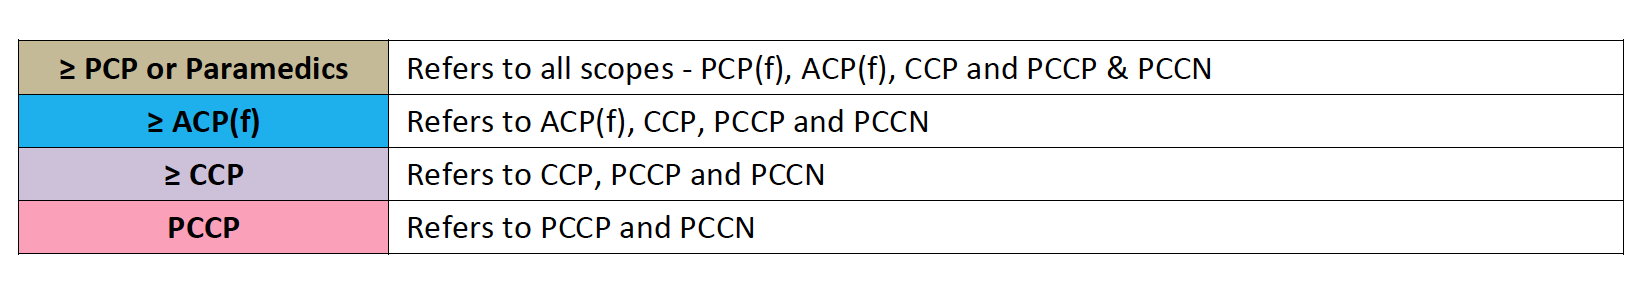 ≥ PCP or Paramedics Refers to all scopes - PCP(f), ACP(f), CCP and PCCP & PCCN
≥ ACP(f) Refers to ACP(f), CCP, PCCP and PCCN
≥ CCP Refers to CCP, PCCP and PCCN
PCCP Refers to PCCP and PCCN